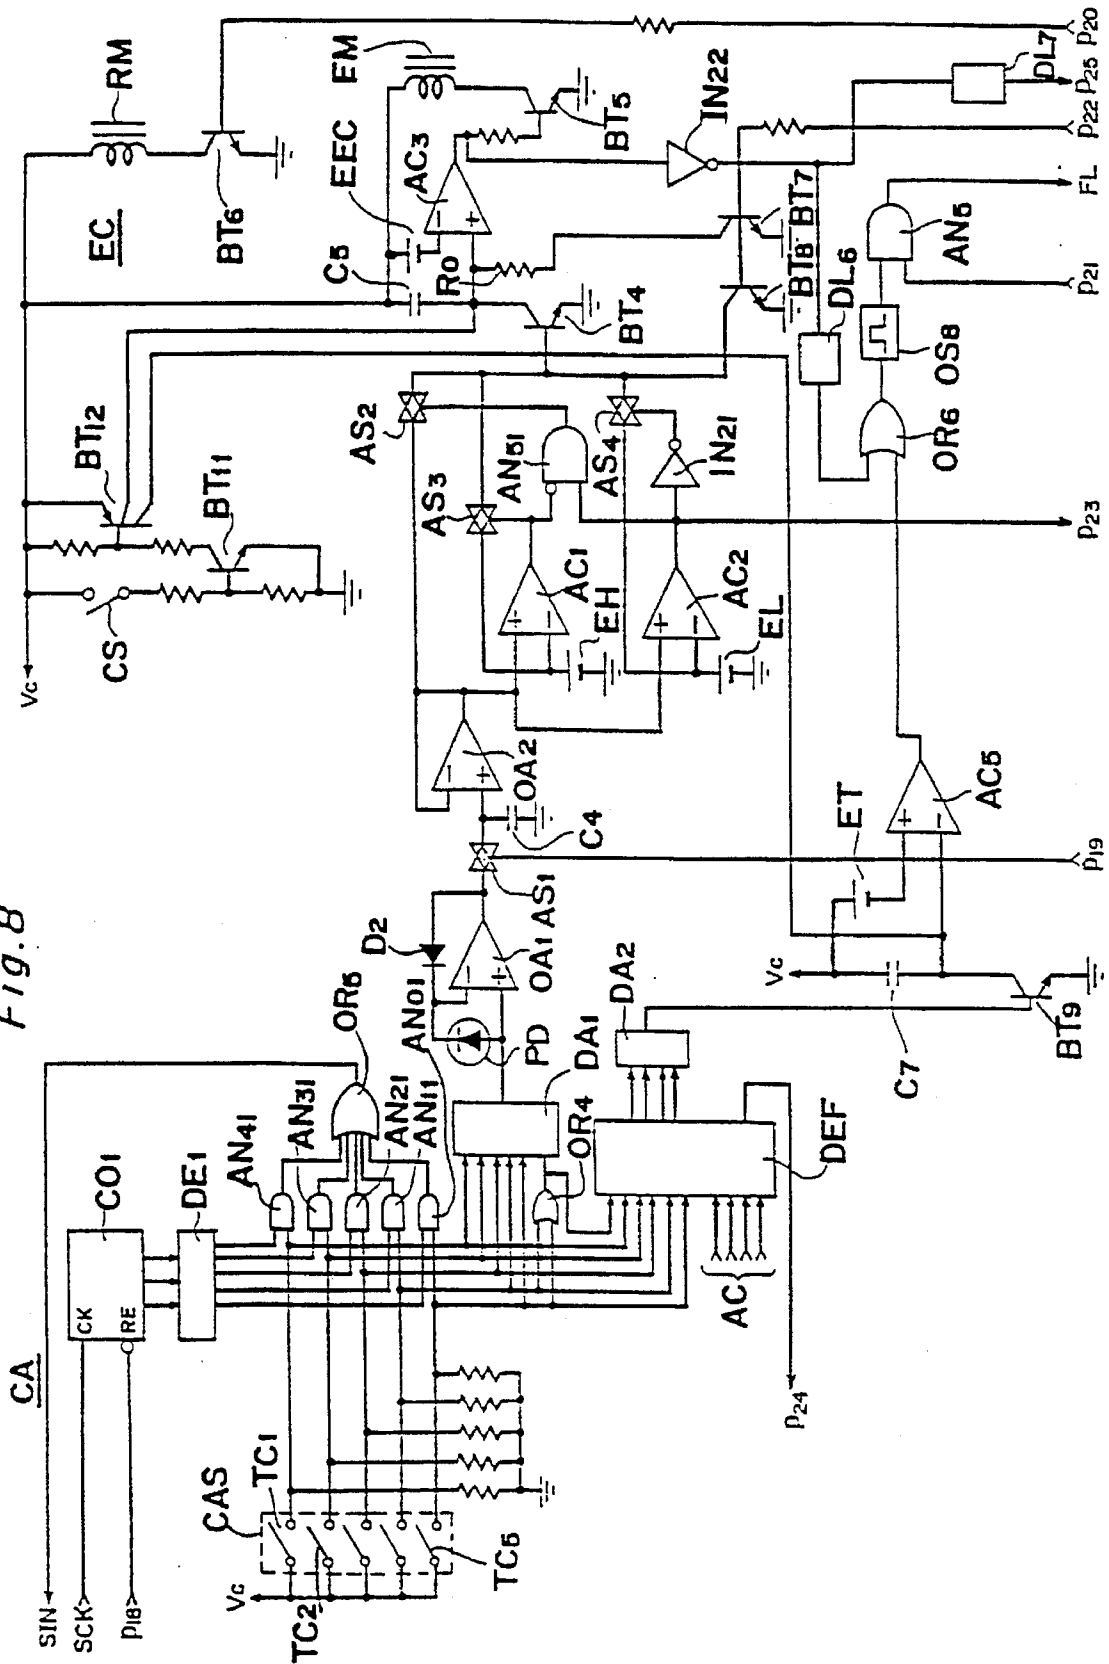 Fig. 8
CA
SIN
SCK
P18
CK
RE
CO1
DE1
CAS
TC1
TC2
TC5
Vc
AN41
AN31
AN21
AN11
AN01
OR5
OR4
DA1
DA2
DEF
AC
P24
PD
D2
OA1
AS1
C4
OA2
P19
Vc
ET
C7
BT9
AC5
+
−
Vc
CS
BT11
BT12
EC
RM
BT6
P20
AS2
AS3
AS4
AN51
IN21
AC1
AC2
EH
EL
P23
C5
EEC
EM
AC3
R0
BT4
BT5
IN22
BT7
BT8
DL6
DL7
P25
P22
FL
AN5
P21
OS8
OR6